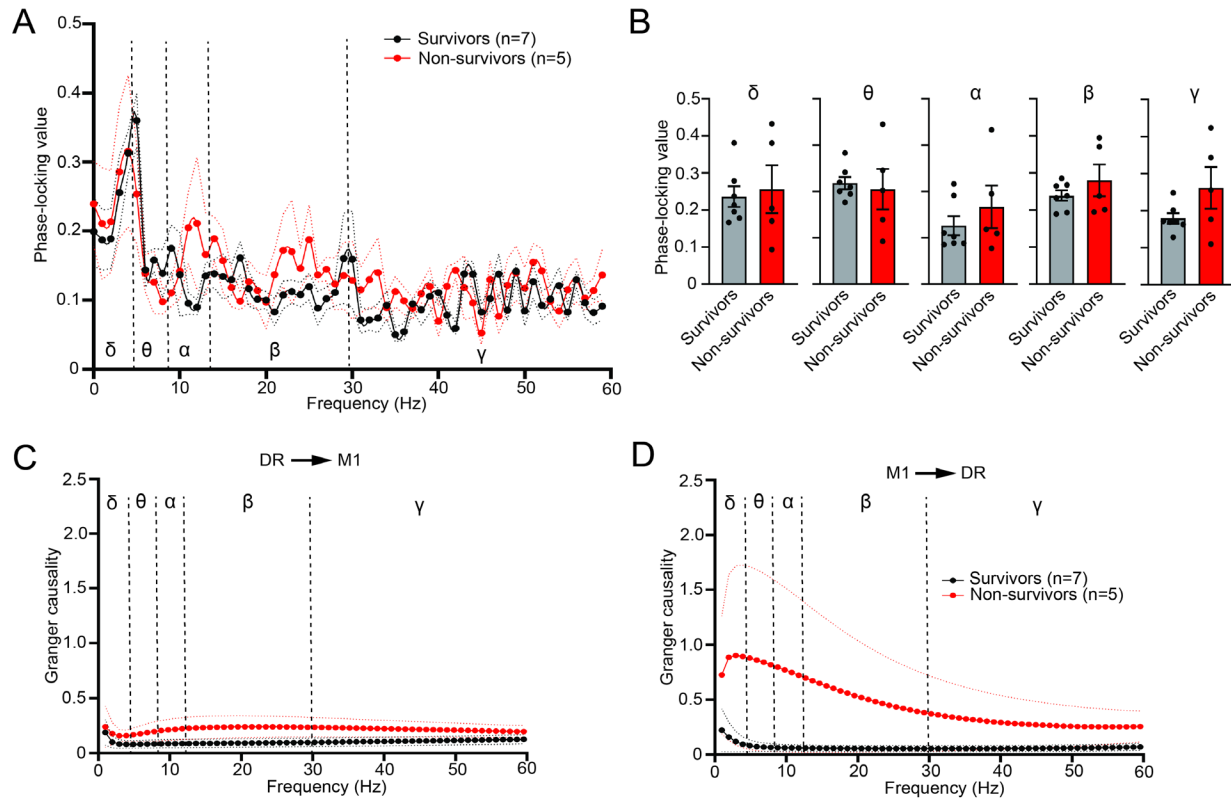 A
0.5
0.4
0.3
0.2
0.1
0
Phase-locking value
Survivors (n=7)
Non-survivors (n=5)
δ θ α β γ
0 10 20 30 40 50 60
Frequency (Hz)
B
δ θ α β γ
0.5
0.4
0.3
0.2
0.1
0
Phase-locking value
Survivors Non-survivors Survivors Non-survivors Survivors Non-survivors Survivors Non-survivors Survivors Non-survivors
C
DR M1
2.5
2.0
1.5
1.0
0.5
0
Granger causality
δ θ α β γ
0 10 20 30 40 50 60
Frequency (Hz)
D
M1 DR
2.5
2.0
1.5
1.0
0.5
0
Granger causality
δ θ α β γ
Survivors (n=7)
Non-survivors (n=5)
0 10 20 30 40 50 60
Frequency (Hz)